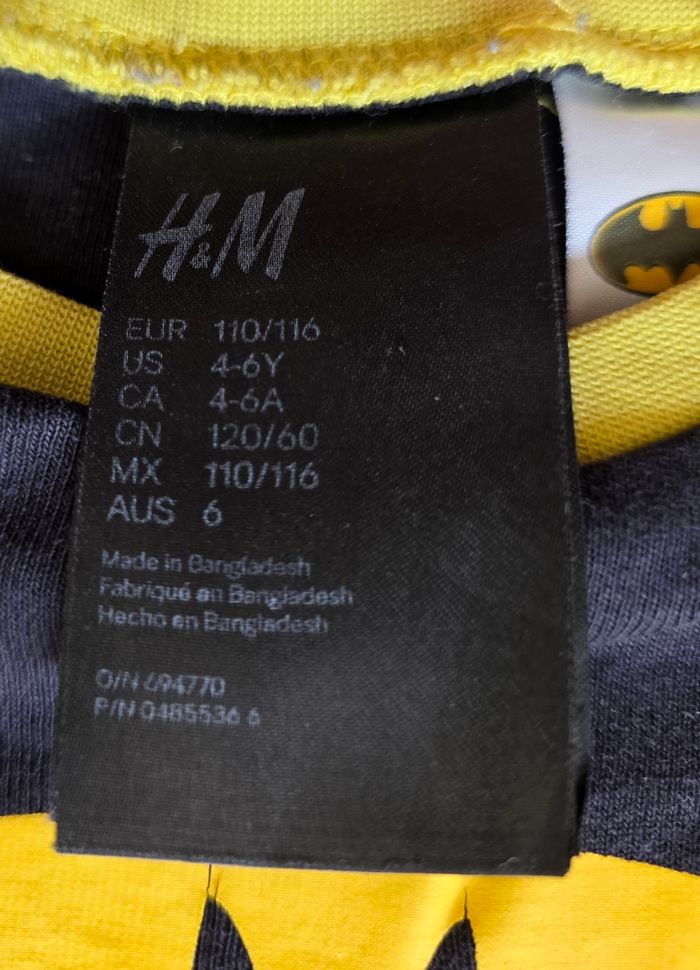 H&M
EUR 110/116
US 4-6Y
CA 4-6A
CN 120/60
MX 110/116
AUS 6
Made in Bangladesh
Fabriqué en Bangladesh
Hecho en Bangladesh
O/N 494770
P/N 0485536 6